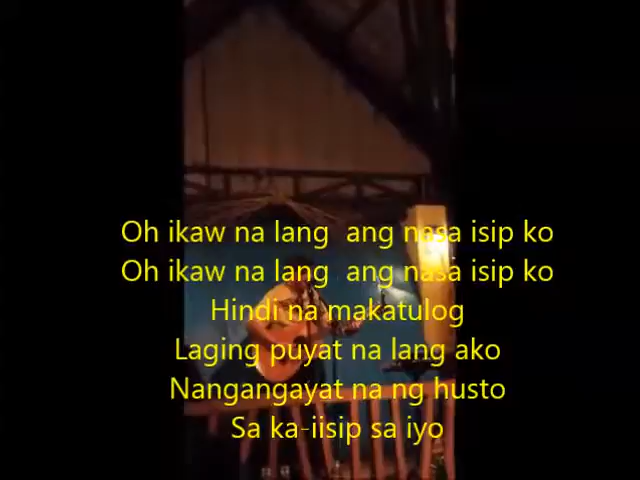 Oh ikaw na lang  ang nasa isip ko
Oh ikaw na lang  ang nasa isip ko
Hindi na makatulog
Laging puyat na lang ako
Nangangayat na ng husto
Sa ka-iisip sa iyo